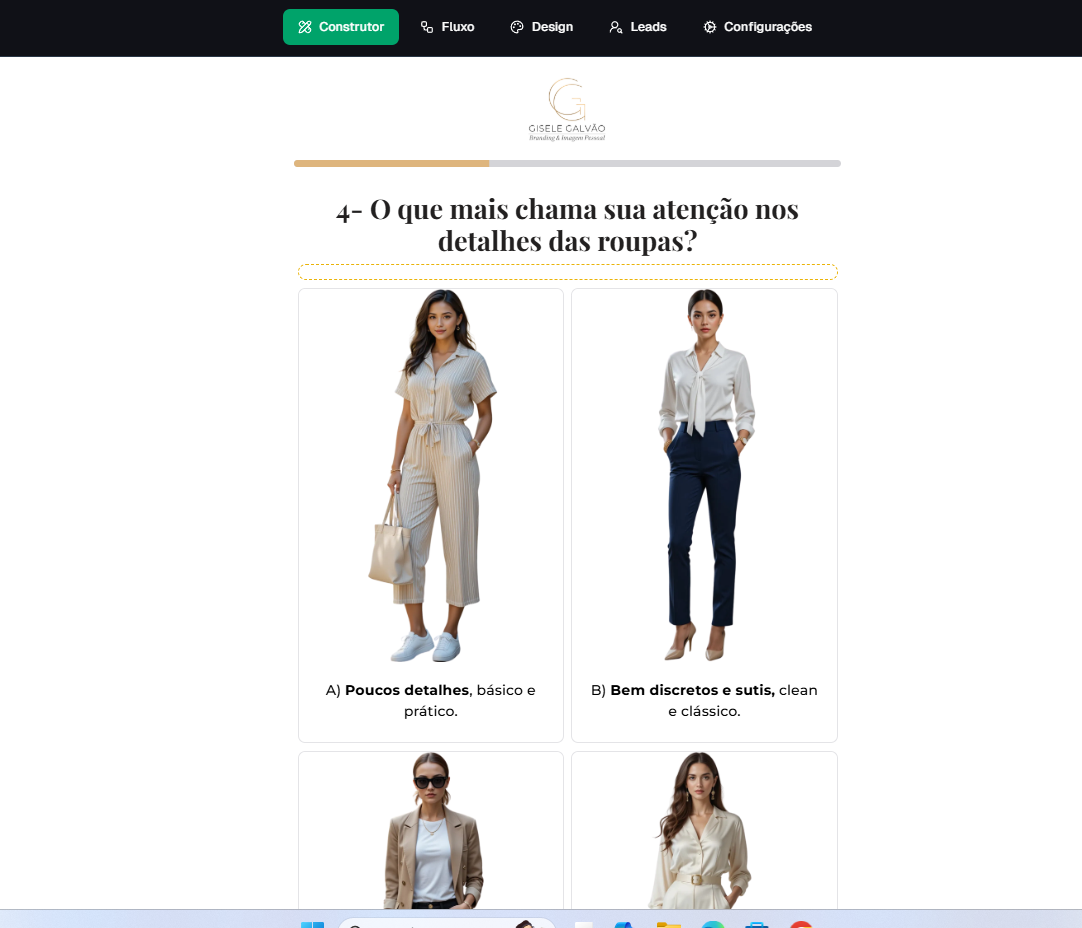 Construtor
Fluxo
Design
Leads
Configurações
GISELE GALVÃO
Branding & Imagem Pessoal
4- O que mais chama sua atenção nos
detalhes das roupas?
A) Poucos detalhes, básico e
prático.
B) Bem discretos e sutis, clean
e clássico.